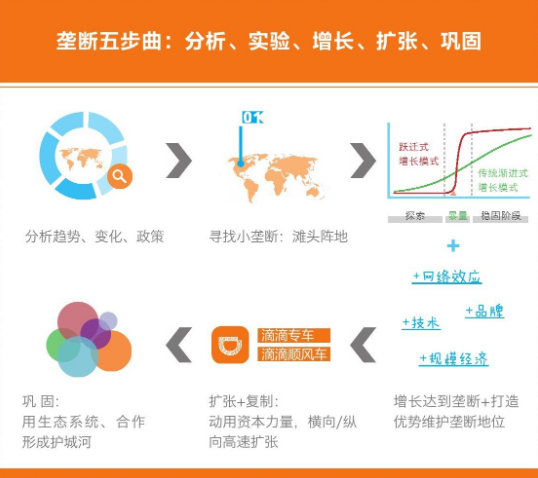 垄断五步曲：分析、实验、增长、扩张、巩固
分析趋势、变化、政策
01
寻找小垄断：滩头阵地
跃迁式
增长模式
传统渐进式
增长模式
探索
暴量
稳固阶段
+
+网络效应
+品牌
+技术
+规模经济
增长达到垄断+打造
优势维护垄断地位
滴滴专车
滴滴顺风车
扩张+复制：
动用资本力量，横向/纵
向高速扩张
巩 固：
用生态系统、合作
形成护城河